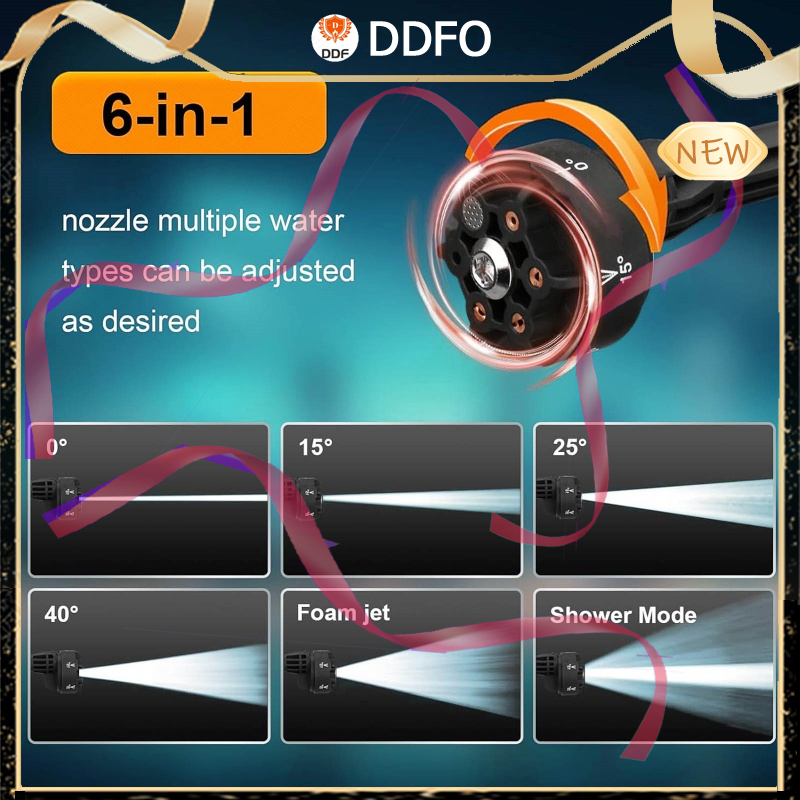 DDF
DDFO
6-in-1
NEW
nozzle multiple water
types can be adjusted
as desired
0°
15°
0°
15°
25°
40°
Foam jet
Shower Mode